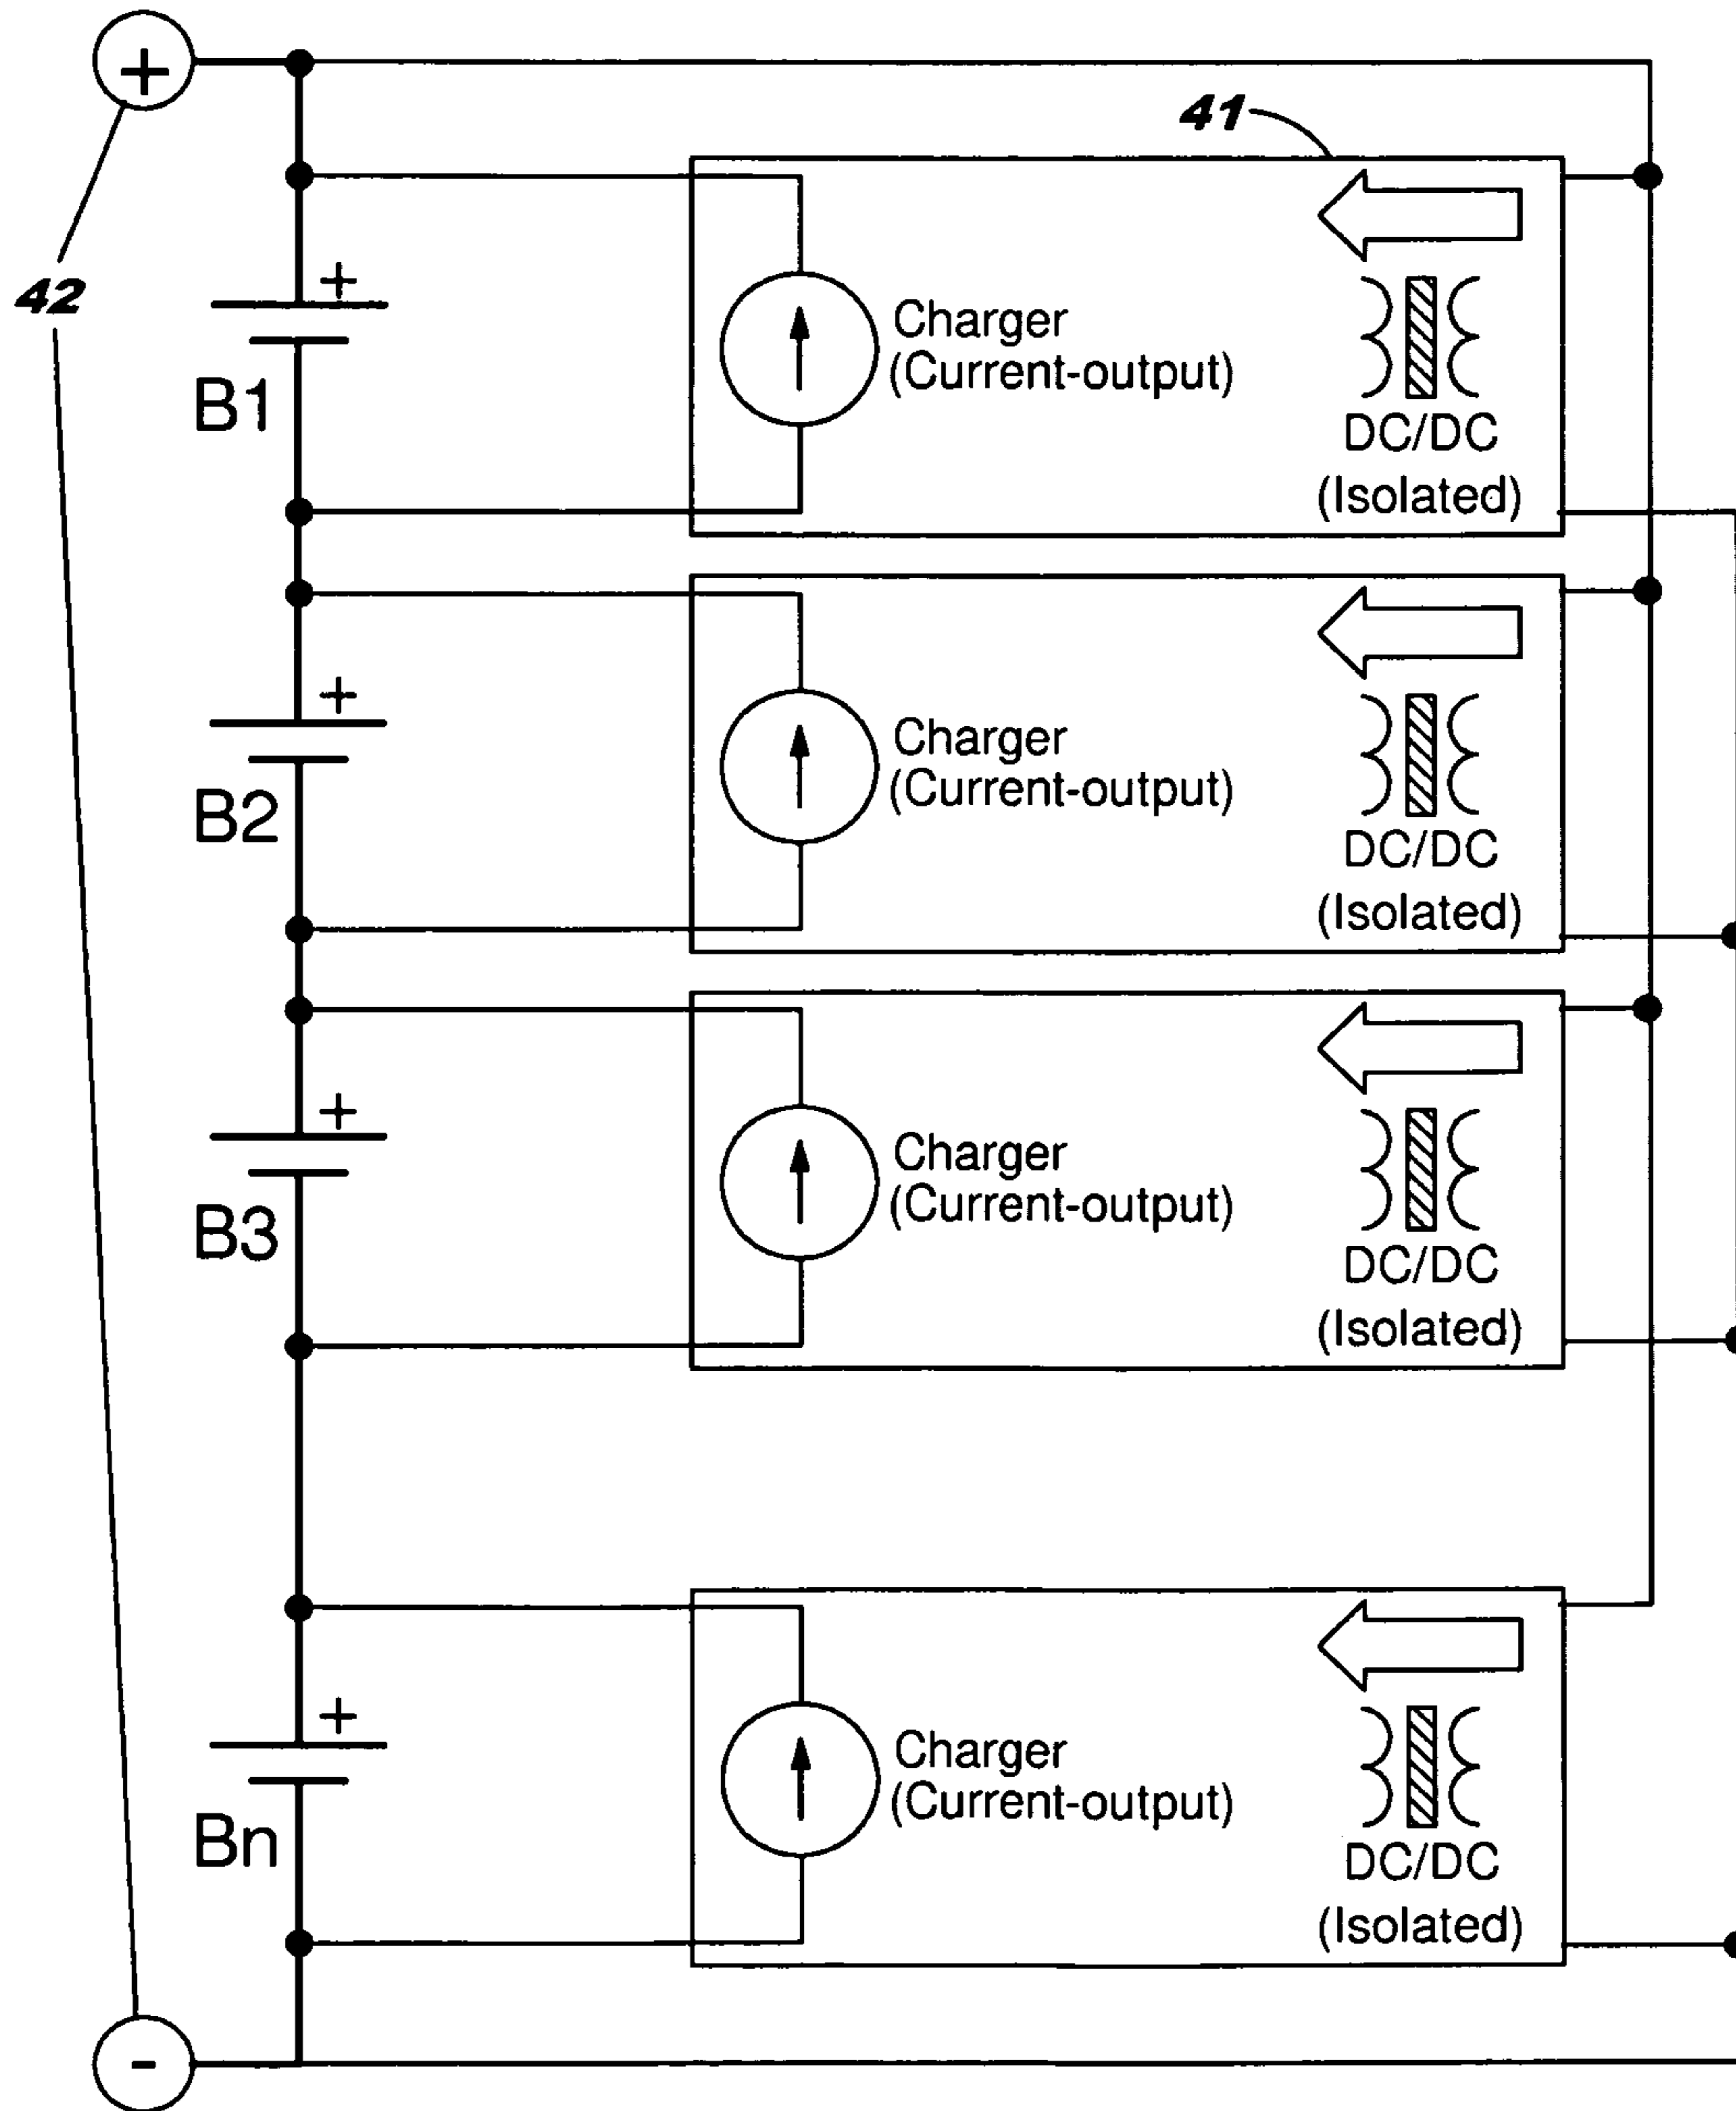 +
41
42
+
B1
Charger
(Current-output)
DC/DC
(Isolated)
+
B2
Charger
(Current-output)
DC/DC
(Isolated)
+
B3
Charger
(Current-output)
DC/DC
(Isolated)
+
Bn
Charger
(Current-output)
DC/DC
(Isolated)
-